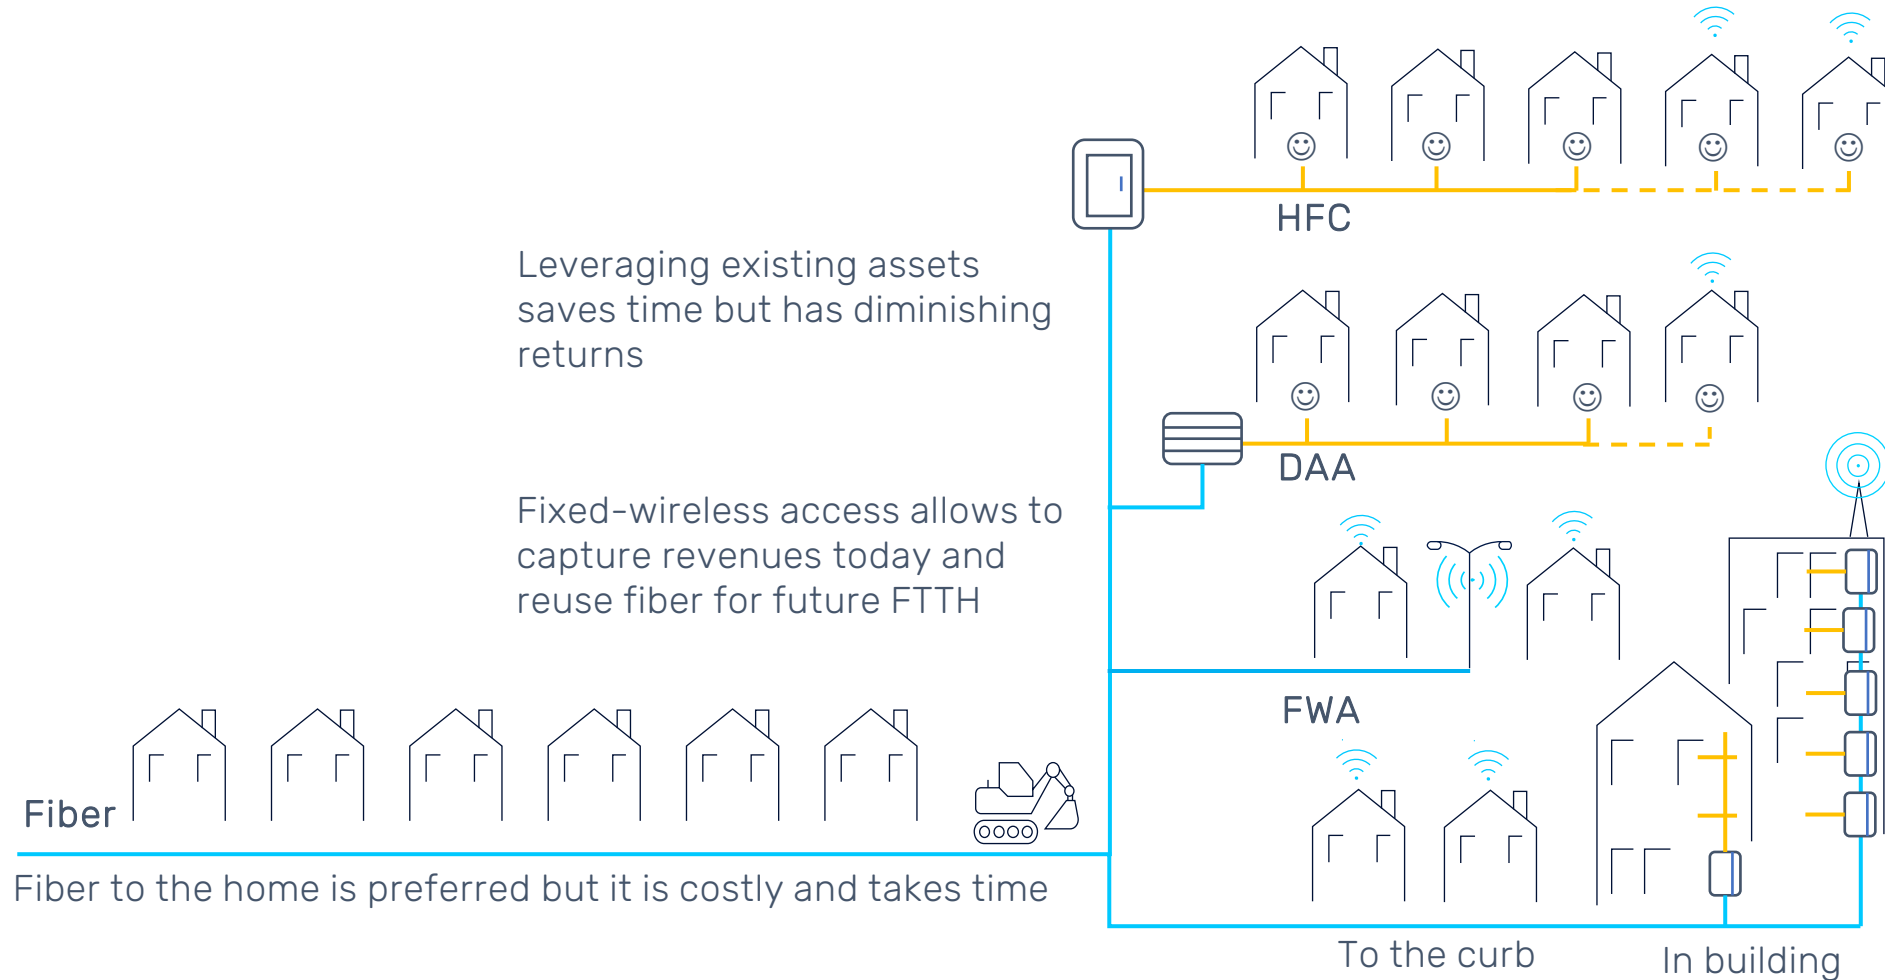 HFC
Leveraging existing assets
saves time but has diminishing
returns
DAA
Fixed-wireless access allows to
capture revenues today and
reuse fiber for future FTTH
FWA
Fiber
Fiber to the home is preferred but it is costly and takes time
To the curb
In building